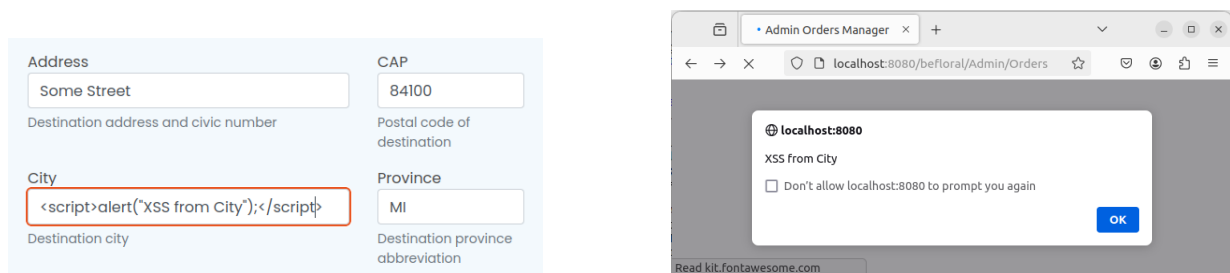 Address
CAP
Some Street
84100
Destination address and civic number
Postal code of
destination
City
Province
<script>alert("XSS from City");</script>
MI
Destination city
Destination province
abbreviation
Admin Orders Manager
localhost:8080/befloral/Admin/Orders
localhost:8080
XSS from City
Don't allow localhost:8080 to prompt you again
OK
Read kit.fontawesome.com